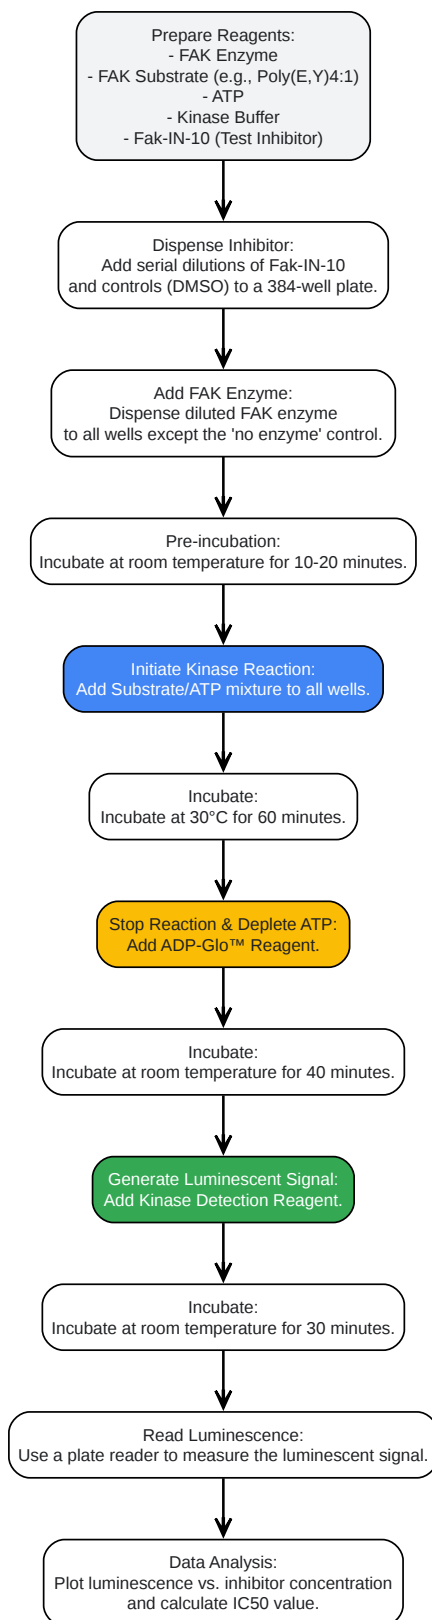 Prepare Reagents:
- FAK Enzyme
- FAK Substrate (e.g., Poly(E,Y)4:1)
- ATP
- Kinase Buffer
- Fak-IN-10 (Test Inhibitor)
Dispense Inhibitor:
Add serial dilutions of Fak-IN-10
and controls (DMSO) to a 384-well plate.
Add FAK Enzyme:
Dispense diluted FAK enzyme
to all wells except the 'no enzyme' control.
Pre-incubation:
Incubate at room temperature for 10-20 minutes.
Initiate Kinase Reaction:
Add Substrate/ATP mixture to all wells.
Incubate:
Incubate at 30°C for 60 minutes.
Stop Reaction & Deplete ATP:
Add ADP-Glo™ Reagent.
Incubate:
Incubate at room temperature for 40 minutes.
Generate Luminescent Signal:
Add Kinase Detection Reagent.
Incubate:
Incubate at room temperature for 30 minutes.
Read Luminescence:
Use a plate reader to measure the luminescent signal.
Data Analysis:
Plot luminescence vs. inhibitor concentration
and calculate IC50 value.